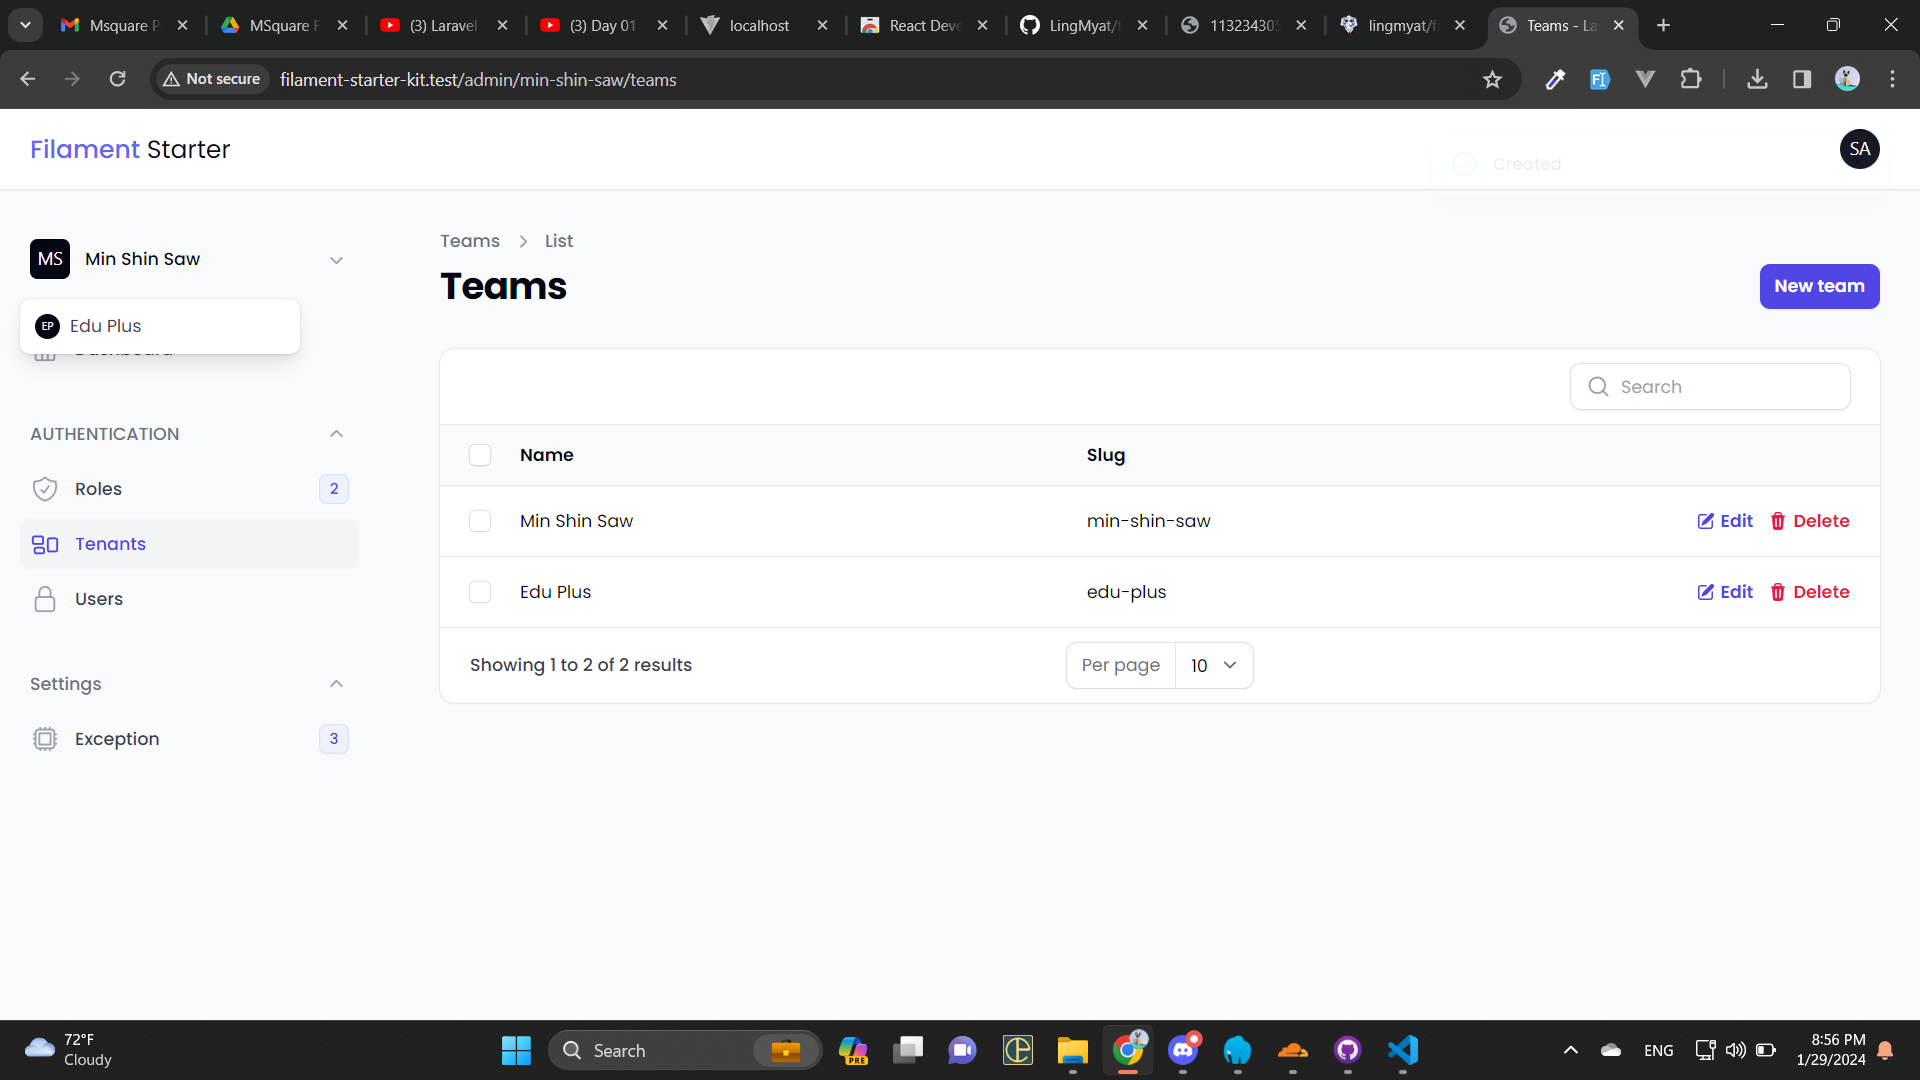 Msquare P
MSquare F
(3) Laravel
(3) Day 01
localhost
React Deve
LingMyat/f
113234305
lingmyat/f
Teams - La
Not secure
filament-starter-kit.test/admin/min-shin-saw/teams
Filament Starter
Created
SA
MS
Min Shin Saw
EP
Edu Plus
Dashboard
AUTHENTICATION
Roles
2
Tenants
Users
Settings
Exception
3
Teams
List
Teams
New team
Search
Name
Slug
Min Shin Saw
min-shin-saw
Edit
Delete
Edu Plus
edu-plus
Edit
Delete
Showing 1 to 2 of 2 results
Per page
10
72°F
Cloudy
Search
PRE
ENG
8:56 PM
1/29/2024